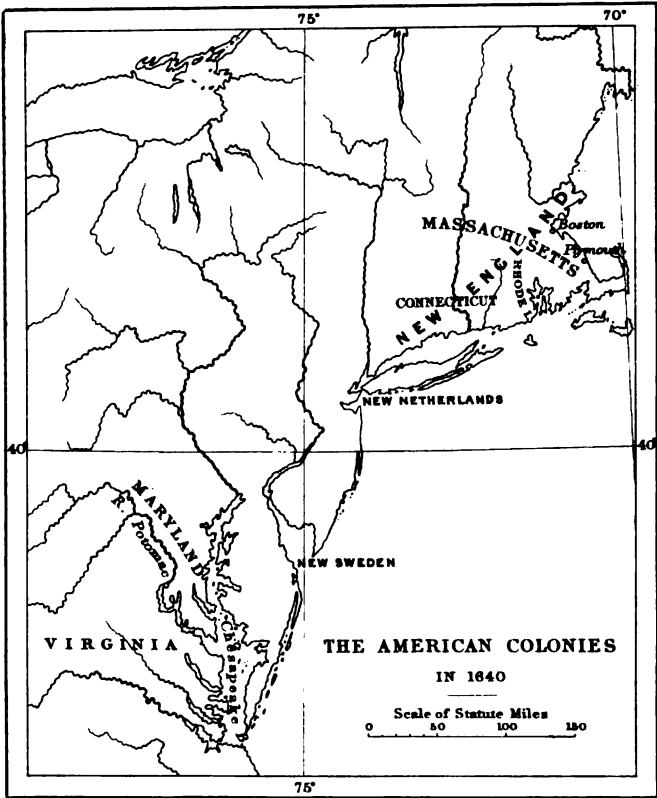 75°
70°
NEW ENGLAND
Boston
MASSACHUSETTS
Plymouth
RHODE I.
CONNECTICUT
NEW NETHERLANDS
40
40°
MARYLAND
R. Potomac
NEW SWEDEN
VIRGINIA
Chesapeake B.
THE AMERICAN COLONIES
IN 1640
Scale of Statute Miles
0 50 100 150
75°